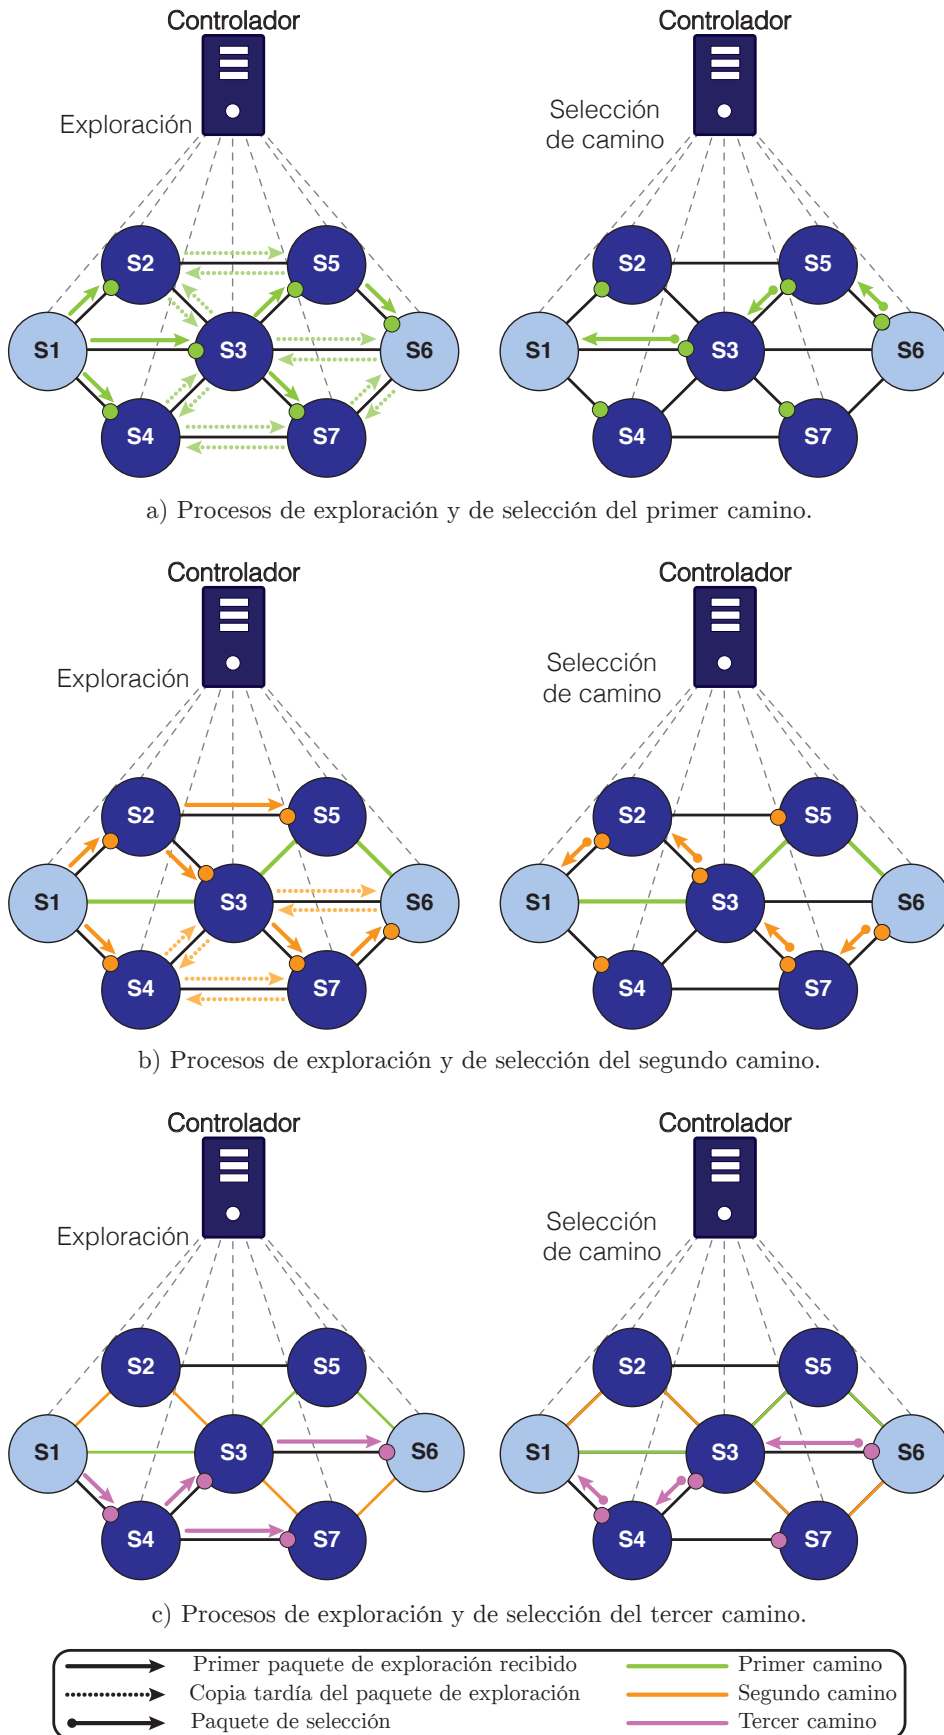 Controlador
Controlador
Exploración
Selección
de camino
S2
S5
S1
S3
S6
S4
S7
S2
S5
S1
S3
S6
S4
S7
a) Procesos de exploración y de selección del primer camino.
Controlador
Controlador
Exploración
Selección
de camino
S2
S5
S1
S3
S6
S4
S7
S2
S5
S1
S3
S6
S4
S7
b) Procesos de exploración y de selección del segundo camino.
Controlador
Controlador
Exploración
Selección
de camino
S2
S5
S1
S3
S6
S4
S7
S2
S5
S1
S3
S6
S4
S7
c) Procesos de exploración y de selección del tercer camino.
Primer paquete de exploración recibido
Copia tardía del paquete de exploración
Paquete de selección
Primer camino
Segundo camino
Tercer camino